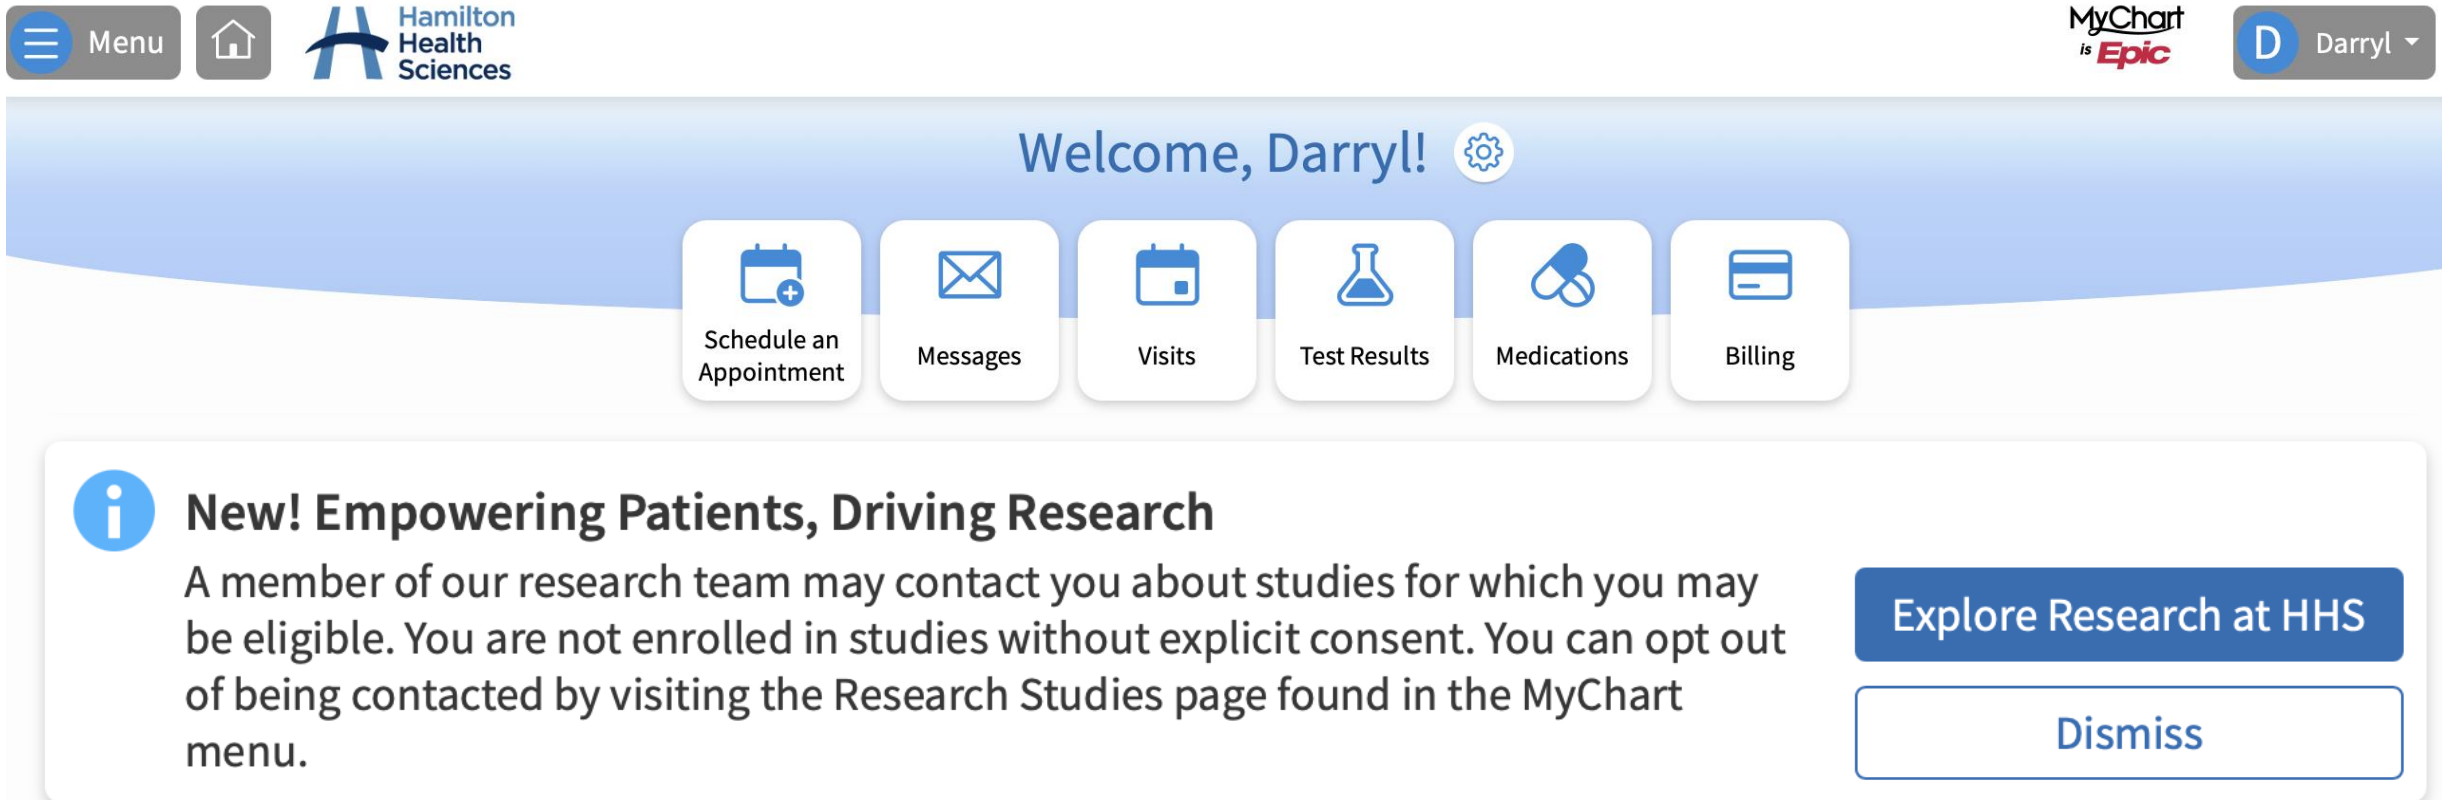 Menu
Hamilton
Health
Sciences
MyChart
is Epic
D
Darryl
Welcome, Darryl!
Schedule an
Appointment
Messages
Visits
Test Results
Medications
Billing
New! Empowering Patients, Driving Research
A member of our research team may contact you about studies for which you may
be eligible. You are not enrolled in studies without explicit consent. You can opt out
of being contacted by visiting the Research Studies page found in the MyChart
menu.
Explore Research at HHS
Dismiss